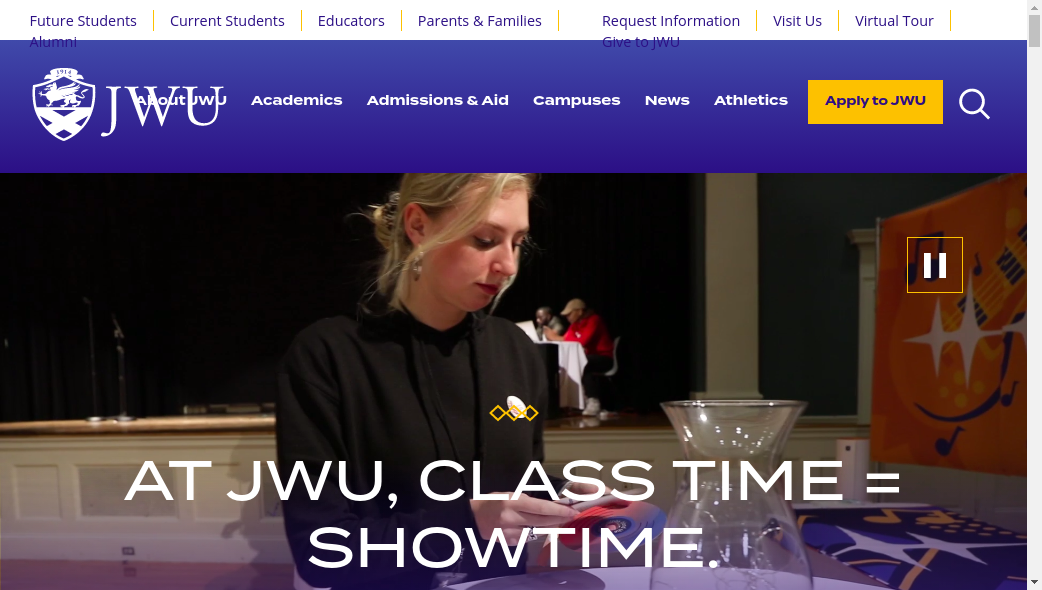 Future Students
Current Students
Educators
Parents & Families
Alumni
Request Information
Visit Us
Virtual Tour
Give to JWU
1914
JWU
About JWU
Academics
Admissions & Aid
Campuses
News
Athletics
Apply to JWU
AT JWU, CLASS TIME =
SHOWTIME.